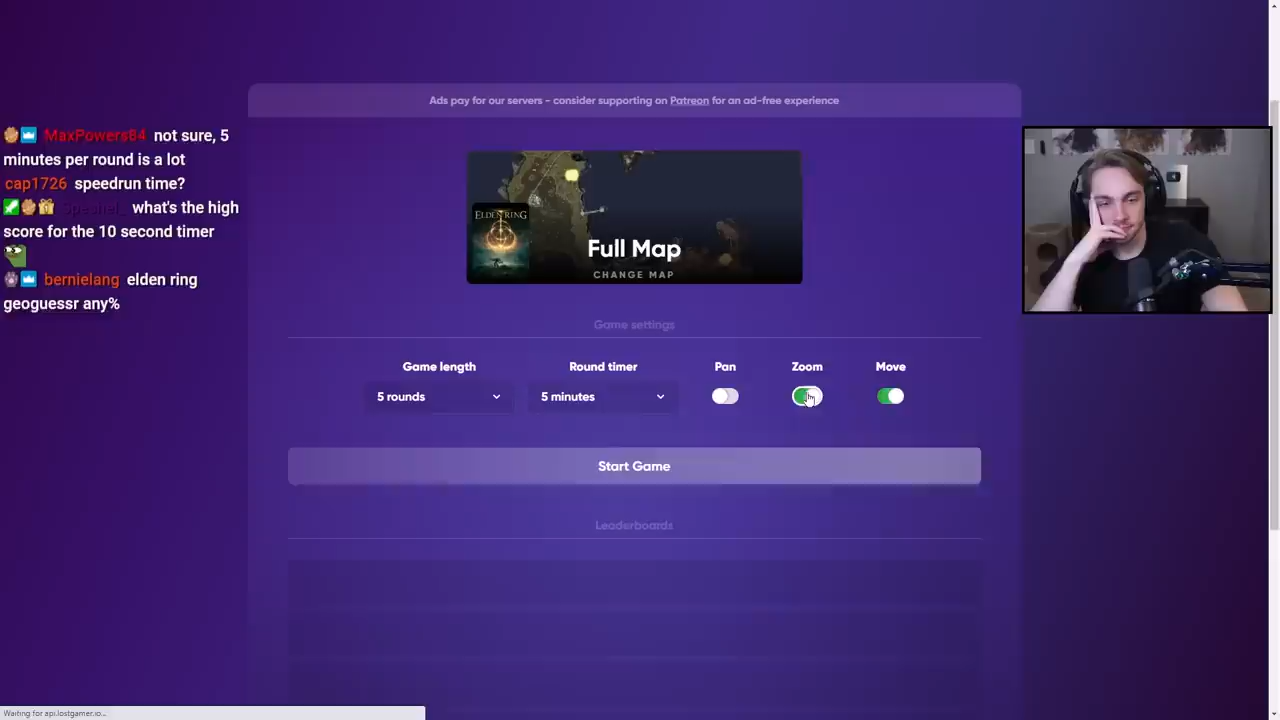 Ads pay for our servers - consider supporting on Patreon for an ad-free experience
MaxPowers84 not sure, 5
minutes per round is a lot
cap1726 speedrun time?
what's the high
score for the 10 second timer
bernielang elden ring
geoguessr any%
ELDEN RING
Full Map
CHANGE MAP
Game settings
Game length
Round timer
Pan
Zoom
Move
5 rounds
5 minutes
Start Game
Leaderboards
Waiting for api.lostgamer.io...